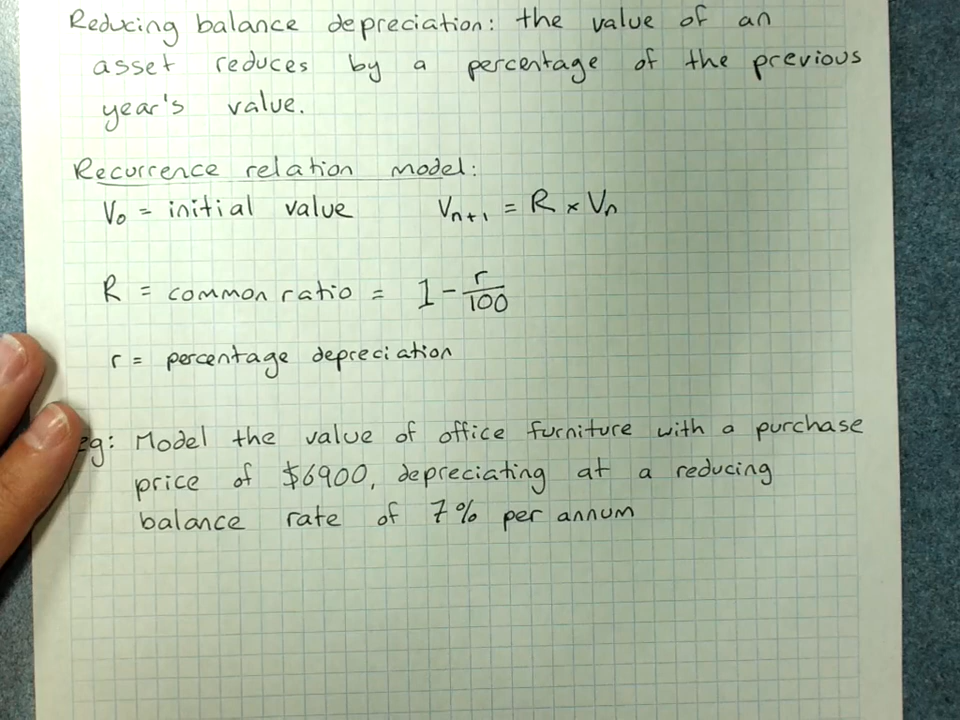 Reducing balance depreciation: the value of an
asset reduces by a percentage of the previous
year's value.
Recurrence relation model:
V₀ = initial value Vₙ₊₁ = R × Vₙ
R = common ratio = 1 - r/100
r = percentage depreciation
eg: Model the value of office furniture with a purchase
price of $6900, depreciating at a reducing
balance rate of 7% per annum